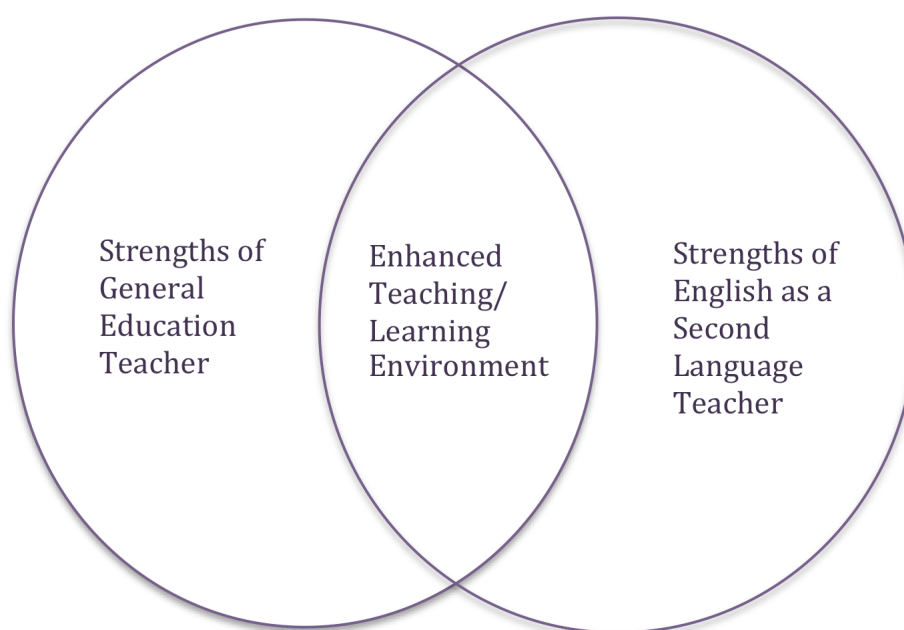 Strengths of
General
Education
Teacher
Enhanced
Teaching/
Learning
Environment
Strengths of
English as a
Second
Language
Teacher